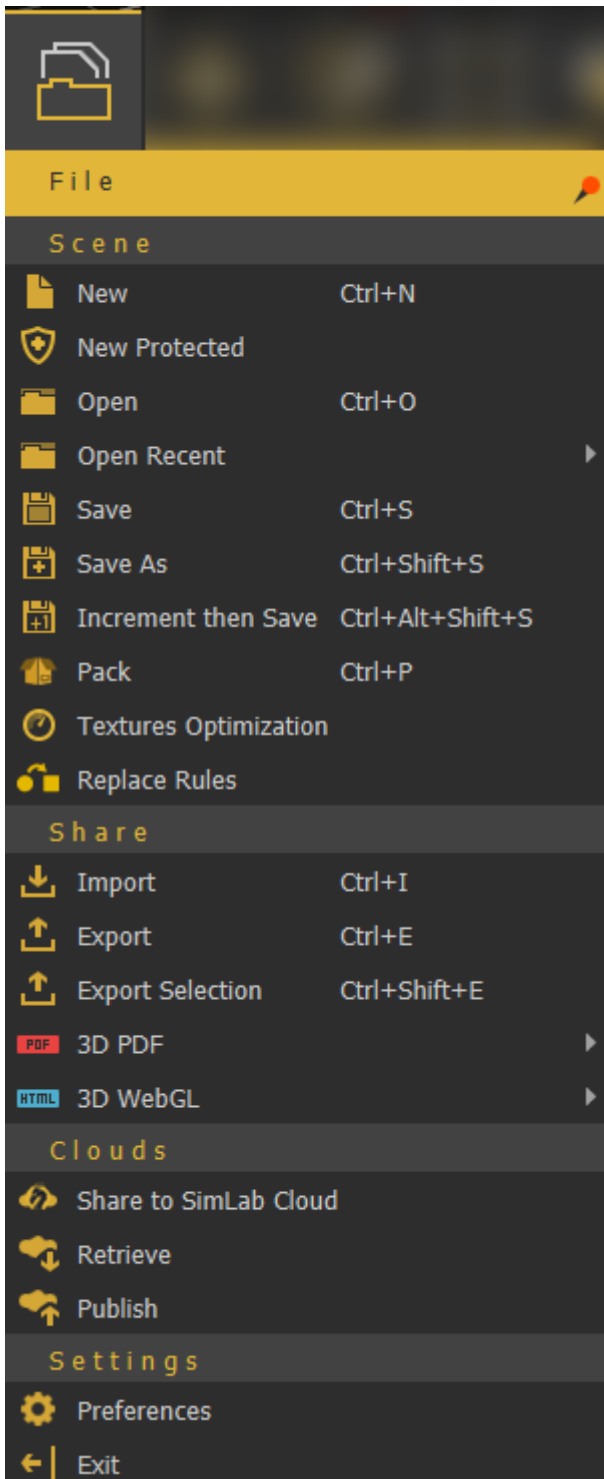 File
Scene
New Ctrl+N
New Protected
Open Ctrl+O
Open Recent
Save Ctrl+S
Save As Ctrl+Shift+S
+1 Increment then Save Ctrl+Alt+Shift+S
Pack Ctrl+P
Textures Optimization
Replace Rules
Share
Import Ctrl+I
Export Ctrl+E
Export Selection Ctrl+Shift+E
PDF 3D PDF
HTML 3D WebGL
Clouds
Share to SimLab Cloud
Retrieve
Publish
Settings
Preferences
Exit